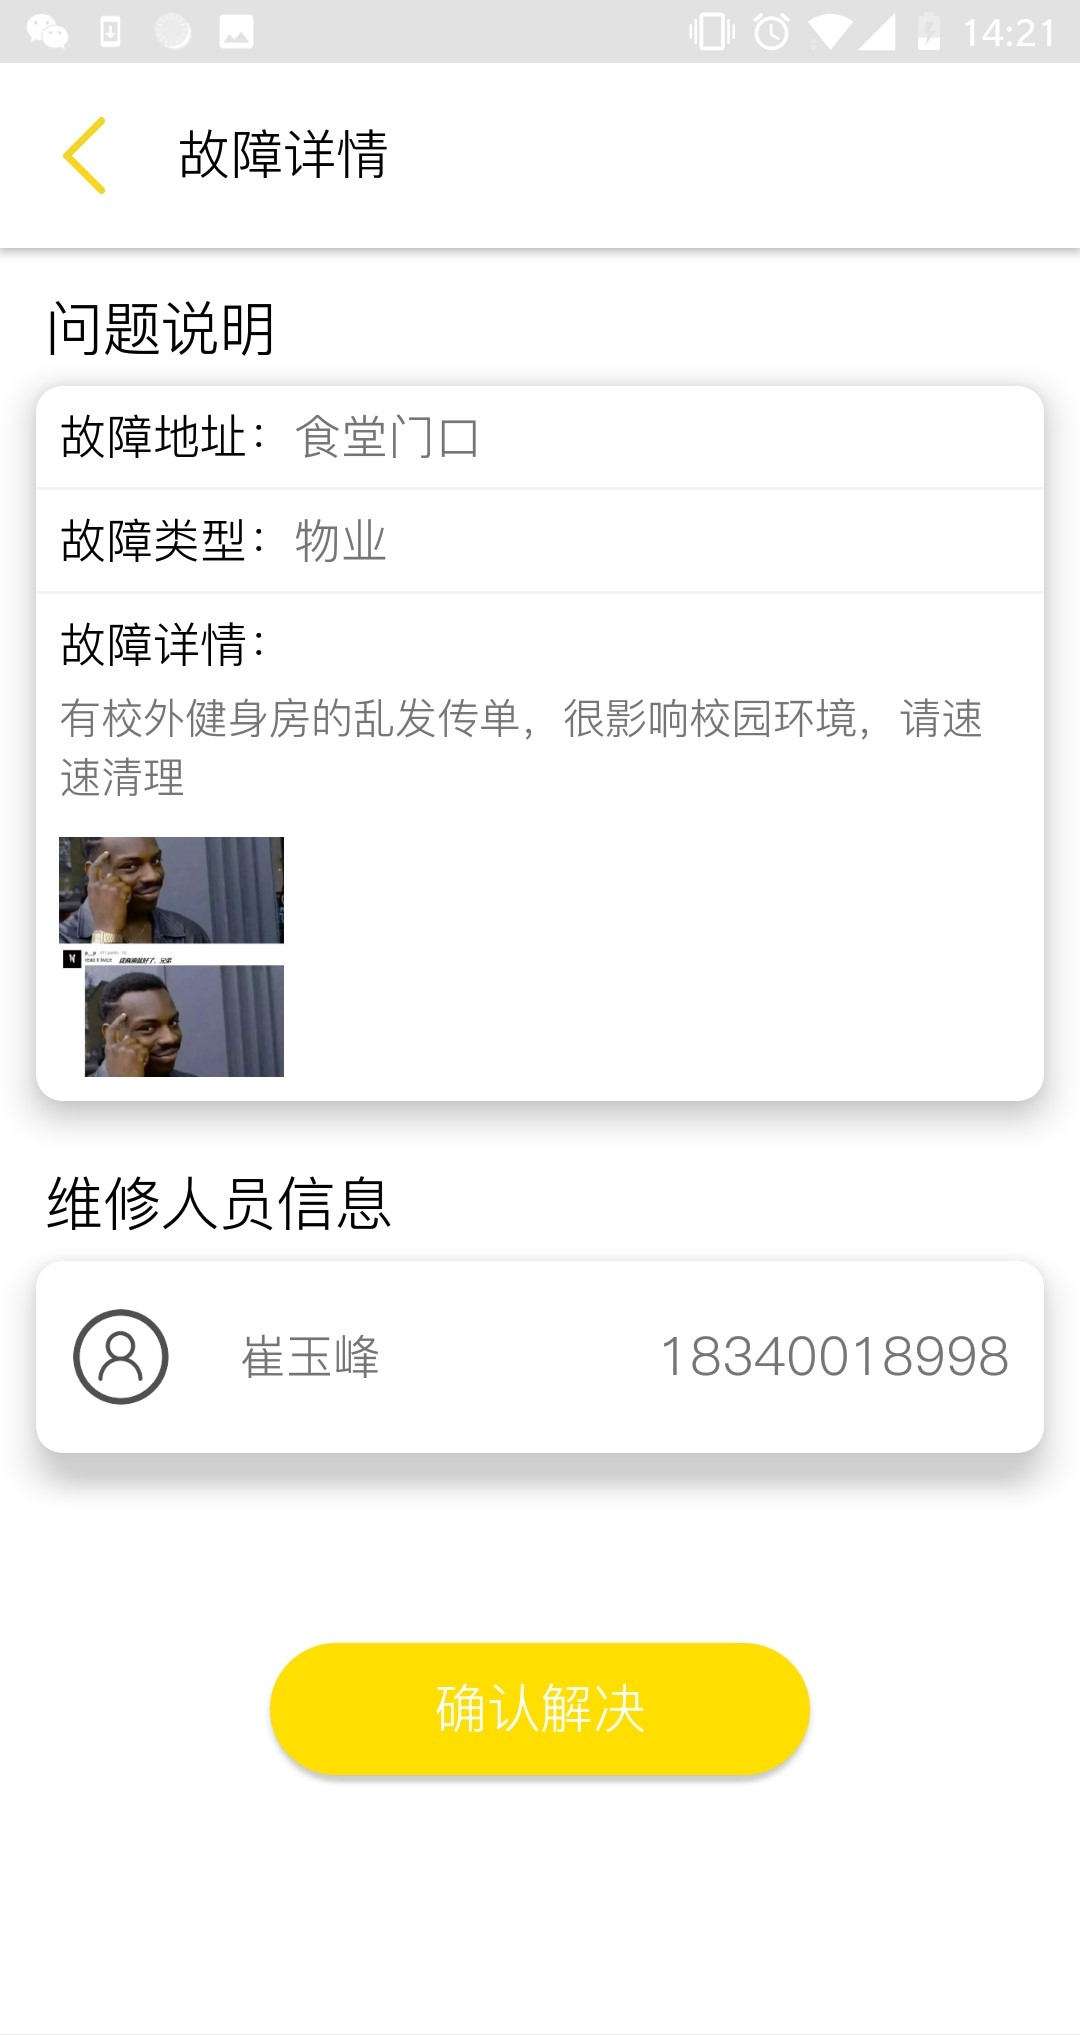 14:21
故障详情
问题说明
故障地址：食堂门口
故障类型：物业
故障详情：
有校外健身房的乱发传单，很影响校园环境，请速
速清理
read it twice
维修人员信息
崔玉峰 18340018998
确认解决